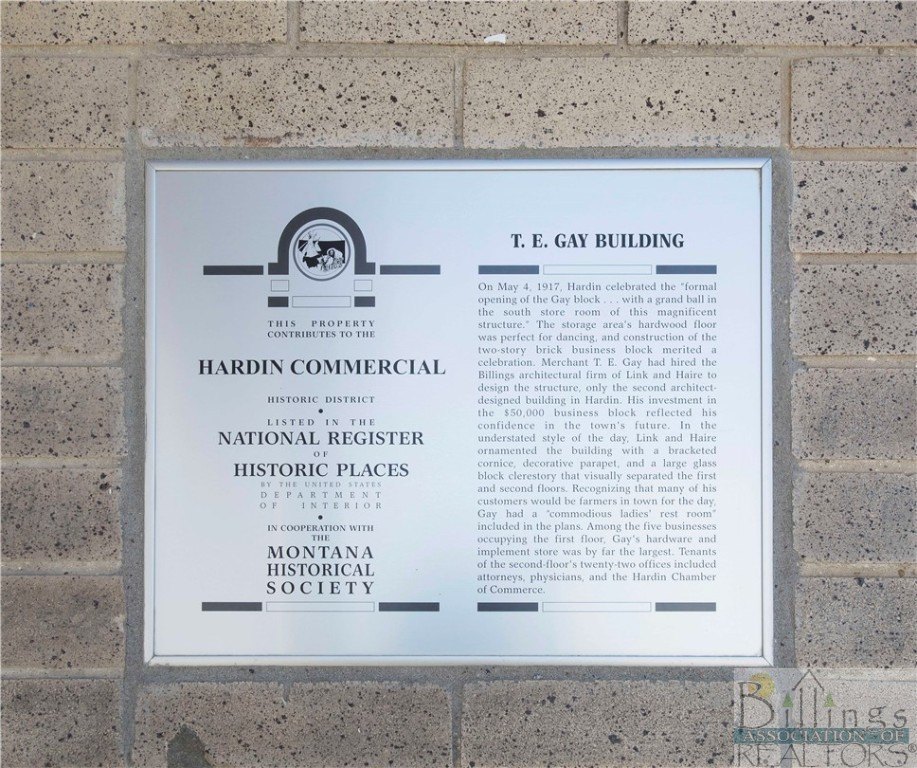 THIS PROPERTY
CONTRIBUTES TO THE
HARDIN COMMERCIAL
HISTORIC DISTRICT
•
LISTED IN THE
NATIONAL REGISTER
OF
HISTORIC PLACES
BY THE UNITED STATES
DEPARTMENT
OF INTERIOR
•
IN COOPERATION WITH
THE
MONTANA
HISTORICAL
SOCIETY
T. E. GAY BUILDING
On May 4, 1917, Hardin celebrated the "formal
opening of the Gay block . . . with a grand ball in
the south store room of this magnificent
structure." The storage area's hardwood floor
was perfect for dancing, and construction of the
two-story brick business block merited a
celebration. Merchant T. E. Gay had hired the
Billings architectural firm of Link and Haire to
design the structure, only the second architect-
designed building in Hardin. His investment in
the $50,000 business block reflected his
confidence in the town's future. In the
understated style of the day, Link and Haire
ornamented the building with a bracketed
cornice, decorative parapet, and a large glass
block clerestory that visually separated the first
and second floors. Recognizing that many of his
customers would be farmers in town for the day,
Gay had a "commodious ladies' rest room"
included in the plans. Among the five businesses
occupying the first floor, Gay's hardware and
implement store was by far the largest. Tenants
of the second-floor's twenty-two offices included
attorneys, physicians, and the Hardin Chamber
of Commerce.
Billings
ASSOCIATION OF
REALTORS